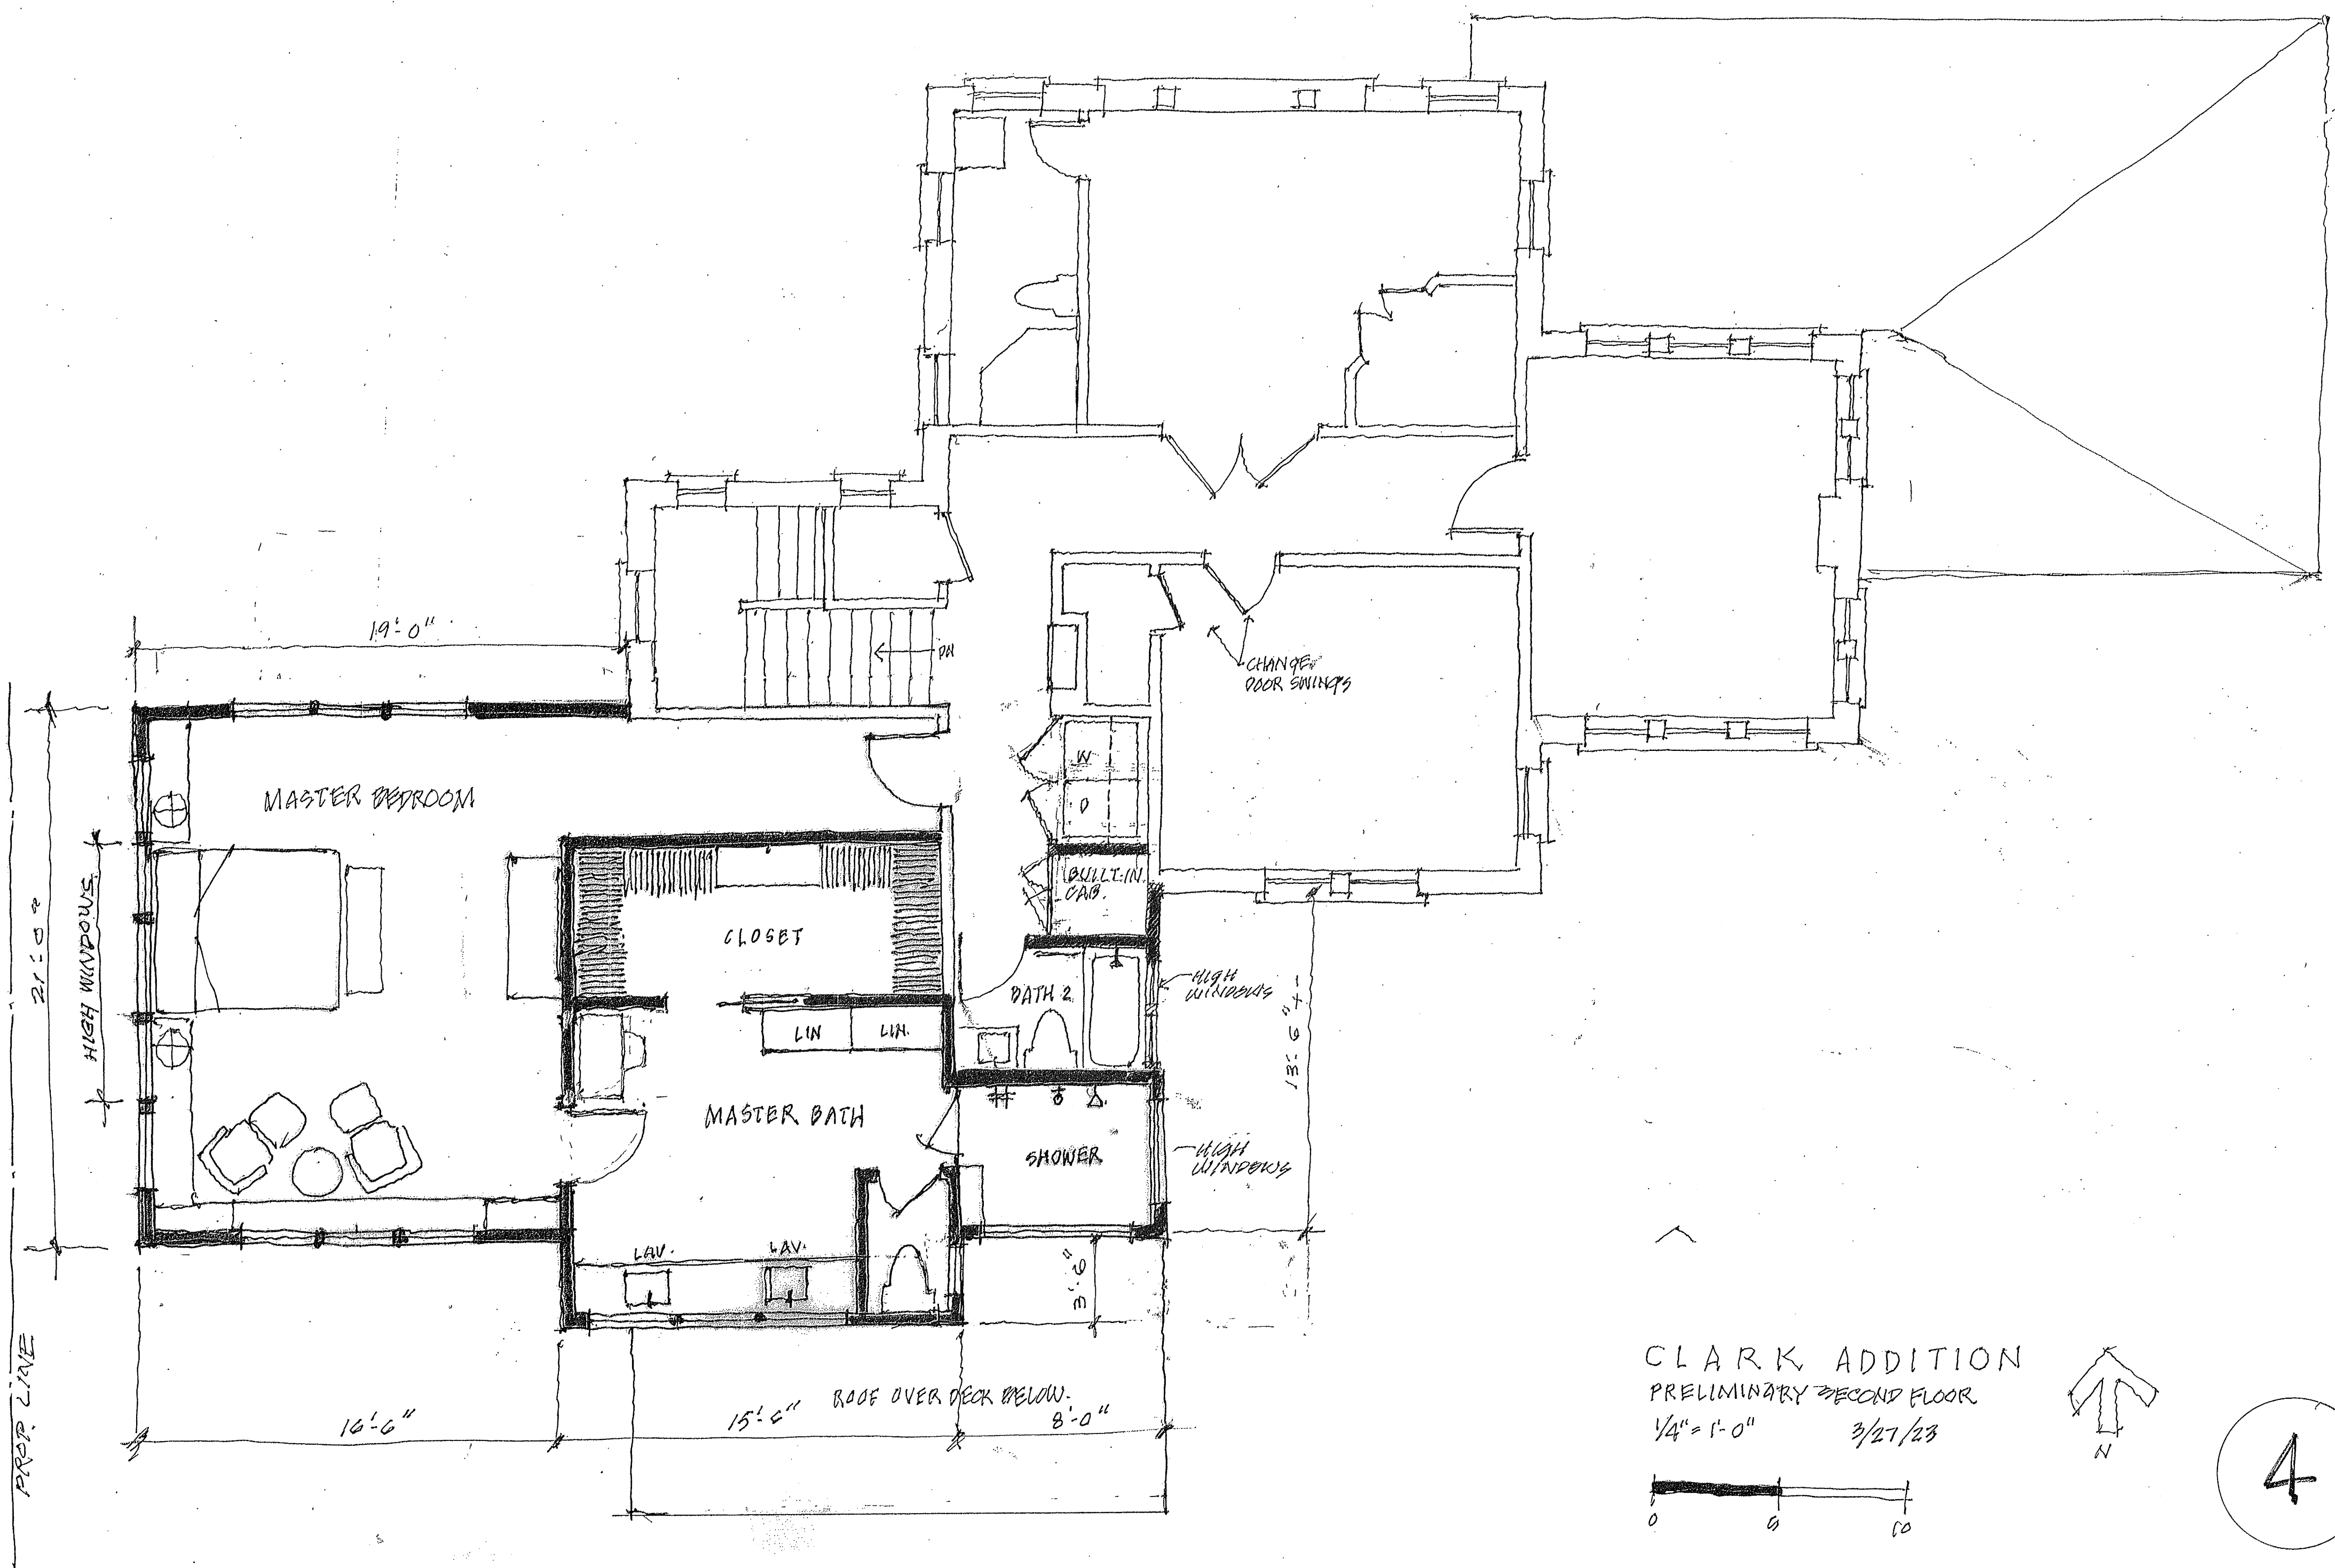 19'-0"
DN
CHANGE
DOOR SWINGS
W
D
MASTER BEDROOM
BUILT-IN
CAB.
HIGH WINDOWS
CLOSET
HIGH
WINDOWS
BATH 2
LIN
LIN.
13'-6" +-
MASTER BATH
SHOWER
HIGH
WINDOWS
LAV.
LAV.
3'-6"
PROP. LINE
ROOF OVER DECK BELOW.
16'-6"
15'-6"
8'-0"
CLARK ADDITION
PRELIMINARY SECOND FLOOR
1/4" = 1'-0"
3/27/23
N
0
5
10
4